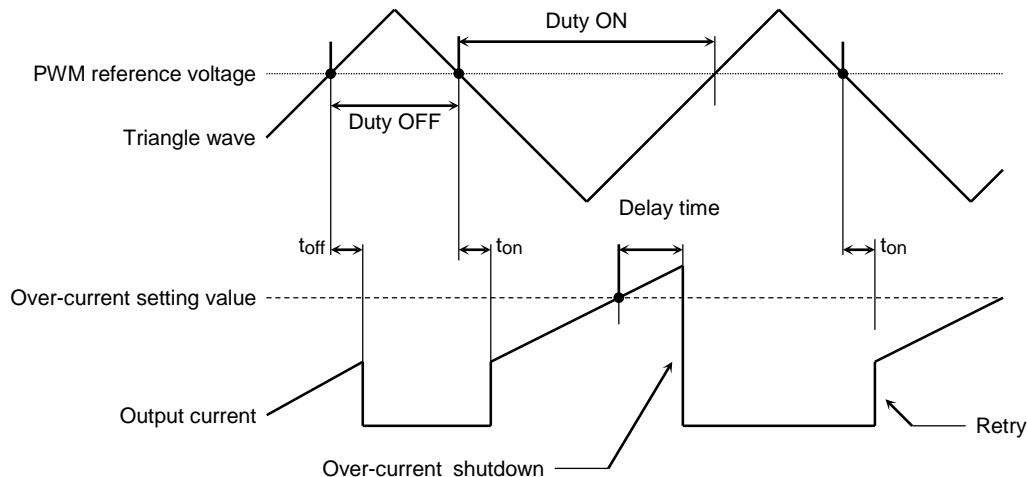 Duty ON
PWM reference voltage
Duty OFF
Triangle wave
Delay time
toff
ton
ton
Over-current setting value
Output current
Retry
Over-current shutdown